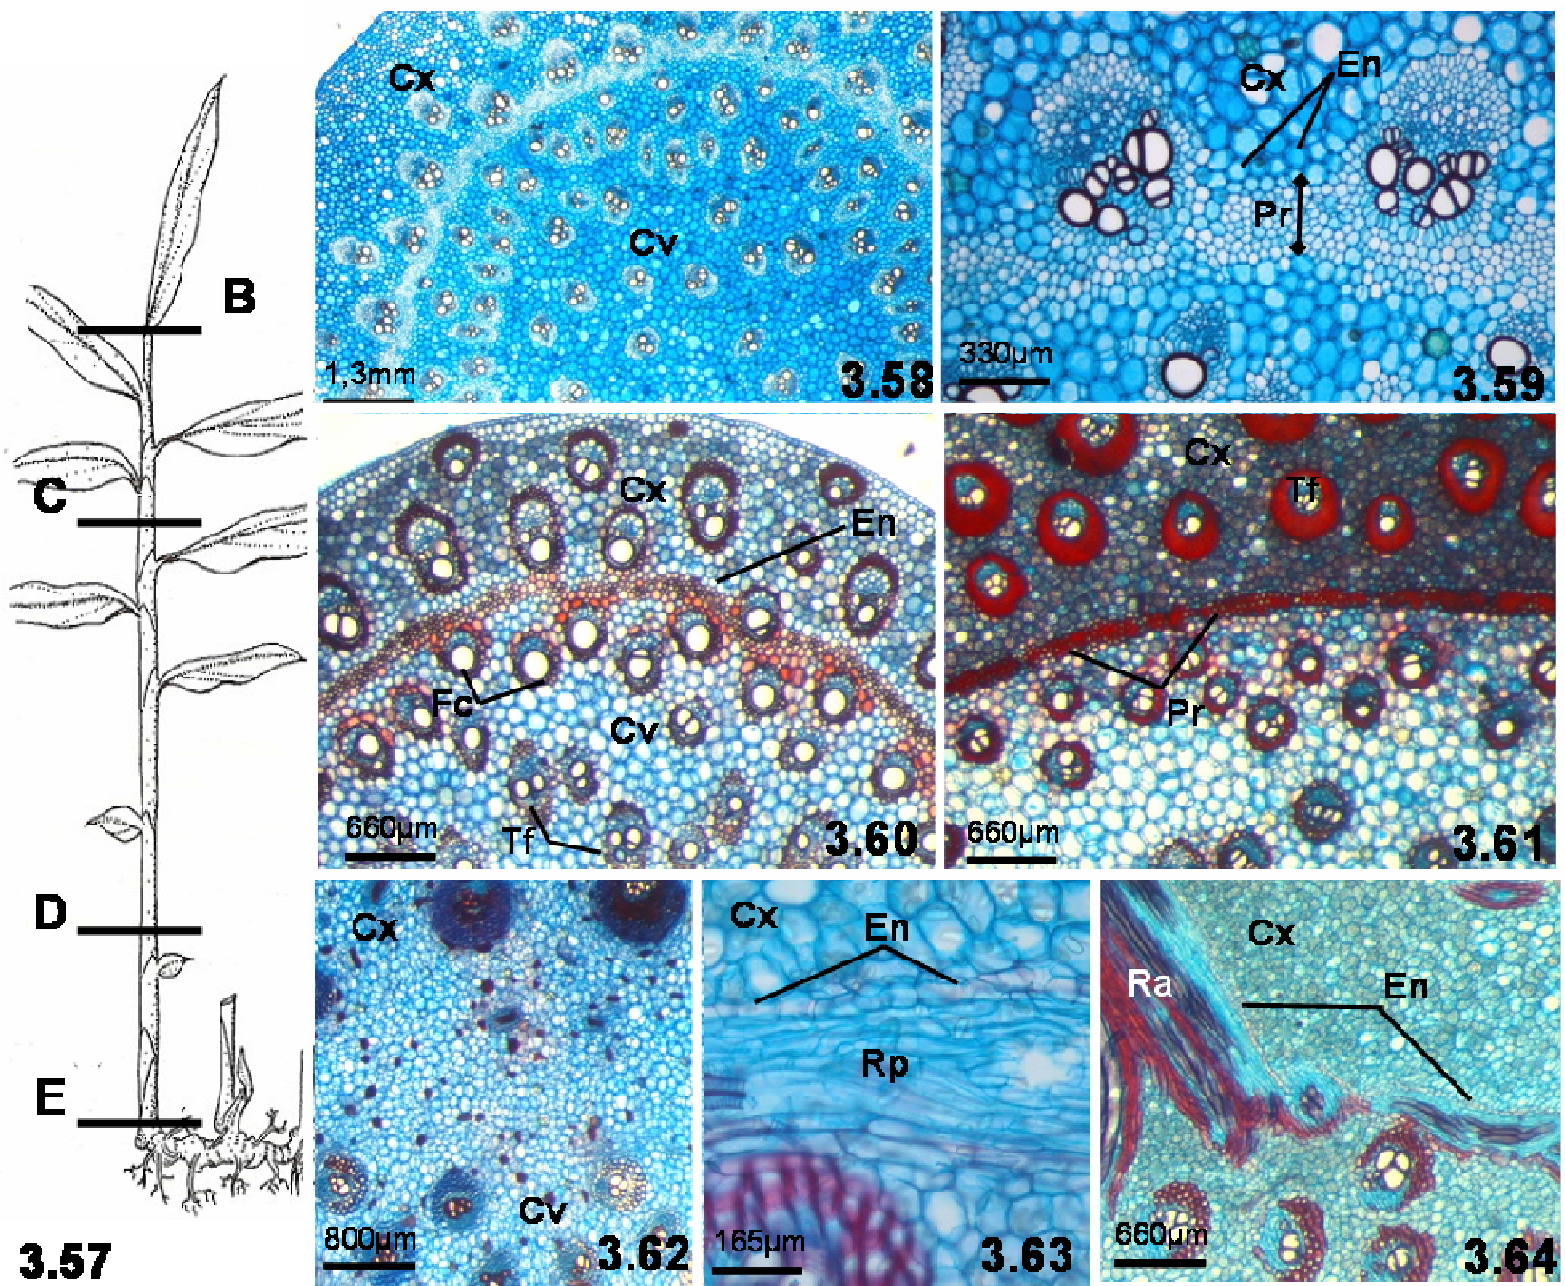 B
C
D
E
3.57
Cx
Cv
1,3mm
3.58
Cx
En
Pr
330µm
3.59
Cx
En
Fc
Cv
Tf
660µm
3.60
Cx
Tf
Pr
660µm
3.61
Cx
Cv
800µm
3.62
Cx
En
Rp
165µm
3.63
Cx
Ra
En
660µm
3.64